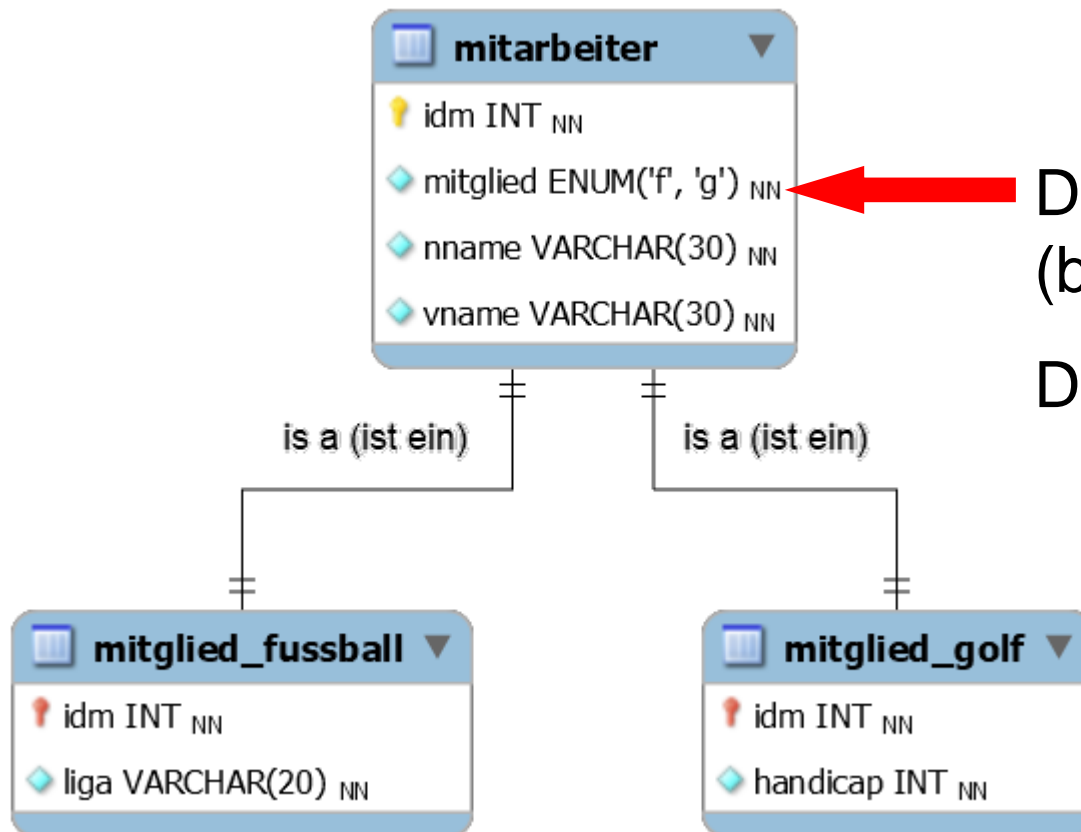 mitarbeiter
idm INT NN
mitglied ENUM('f', 'g') NN
nname VARCHAR(30) NN
vname VARCHAR(30) NN
D
(b
D
is a (ist ein)
is a (ist ein)
mitglied_fussball
idm INT NN
liga VARCHAR(20) NN
mitglied_golf
idm INT NN
handicap INT NN